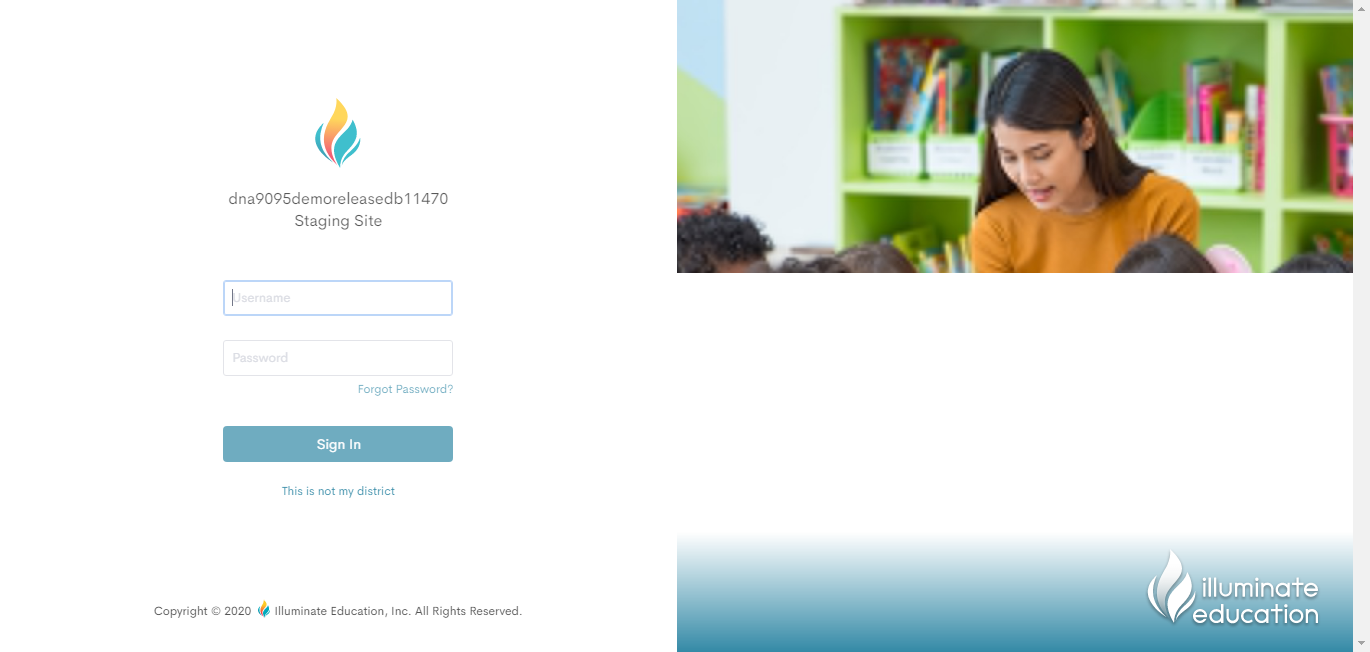 dna9095demoreleasedb11470
Staging Site
Username
Password
Forgot Password?
Sign In
This is not my district
Copyright © 2020 Illuminate Education, Inc. All Rights Reserved.
illuminate
education